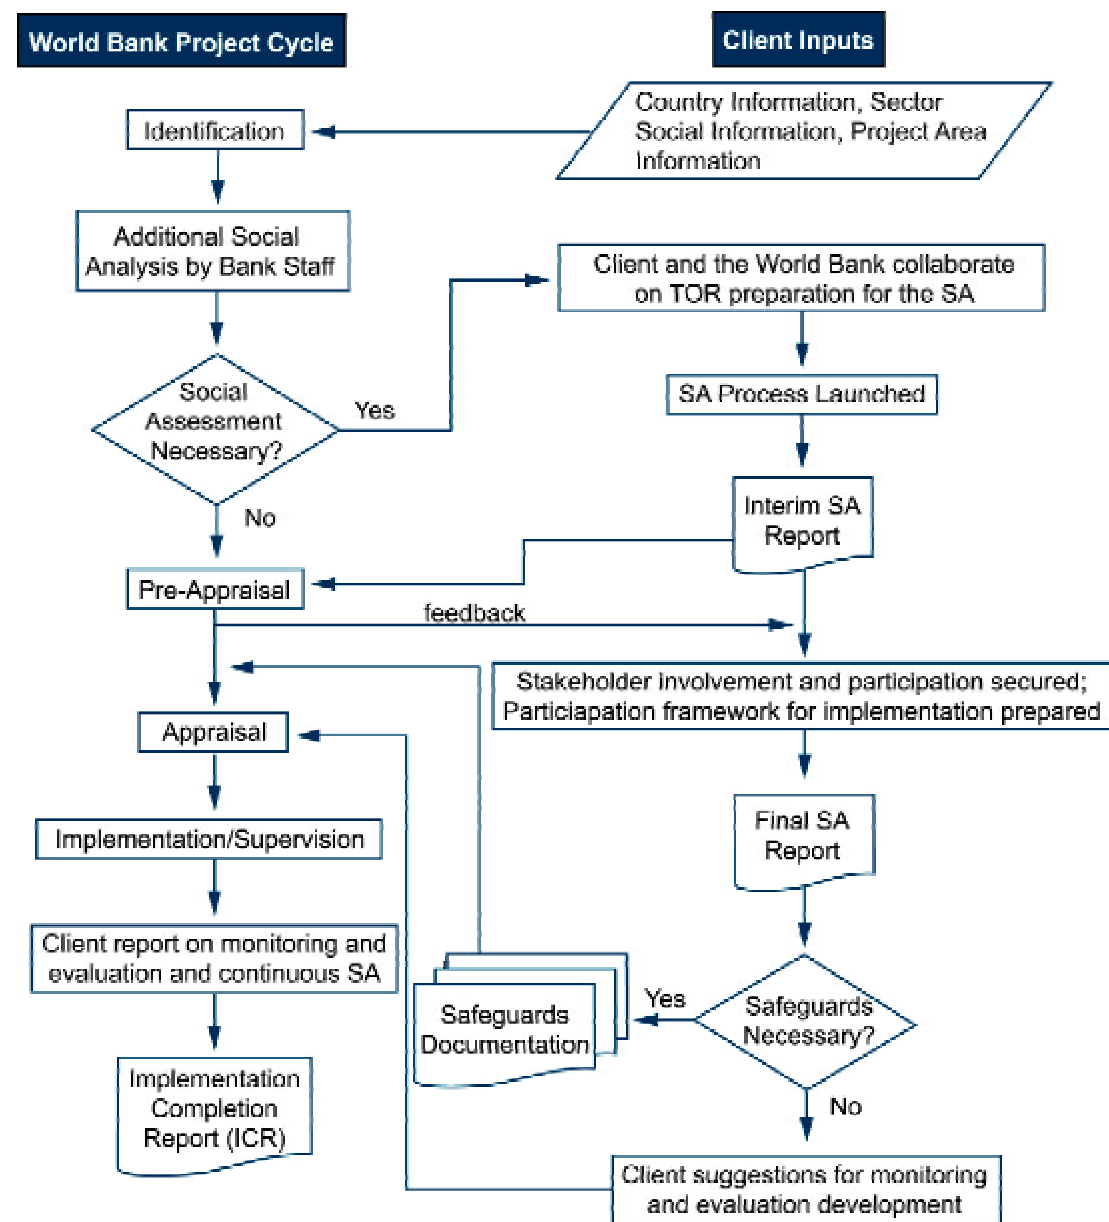 World Bank Project Cycle
Client Inputs
Country Information, Sector
Social Information, Project Area
Information
Identification
Additional Social
Analysis by Bank Staff
Client and the World Bank collaborate
on TOR preparation for the SA
Social
Assessment
Necessary?
Yes
SA Process Launched
No
Interim SA
Report
Pre-Appraisal
feedback
Stakeholder involvement and participation secured;
Particiapation framework for implementation prepared
Appraisal
Final SA
Report
Implementation/Supervision
Client report on monitoring and
evaluation and continuous SA
Safeguards
Documentation
Yes
Safeguards
Necessary?
No
Implementation
Completion
Report (ICR)
Client suggestions for monitoring
and evaluation development